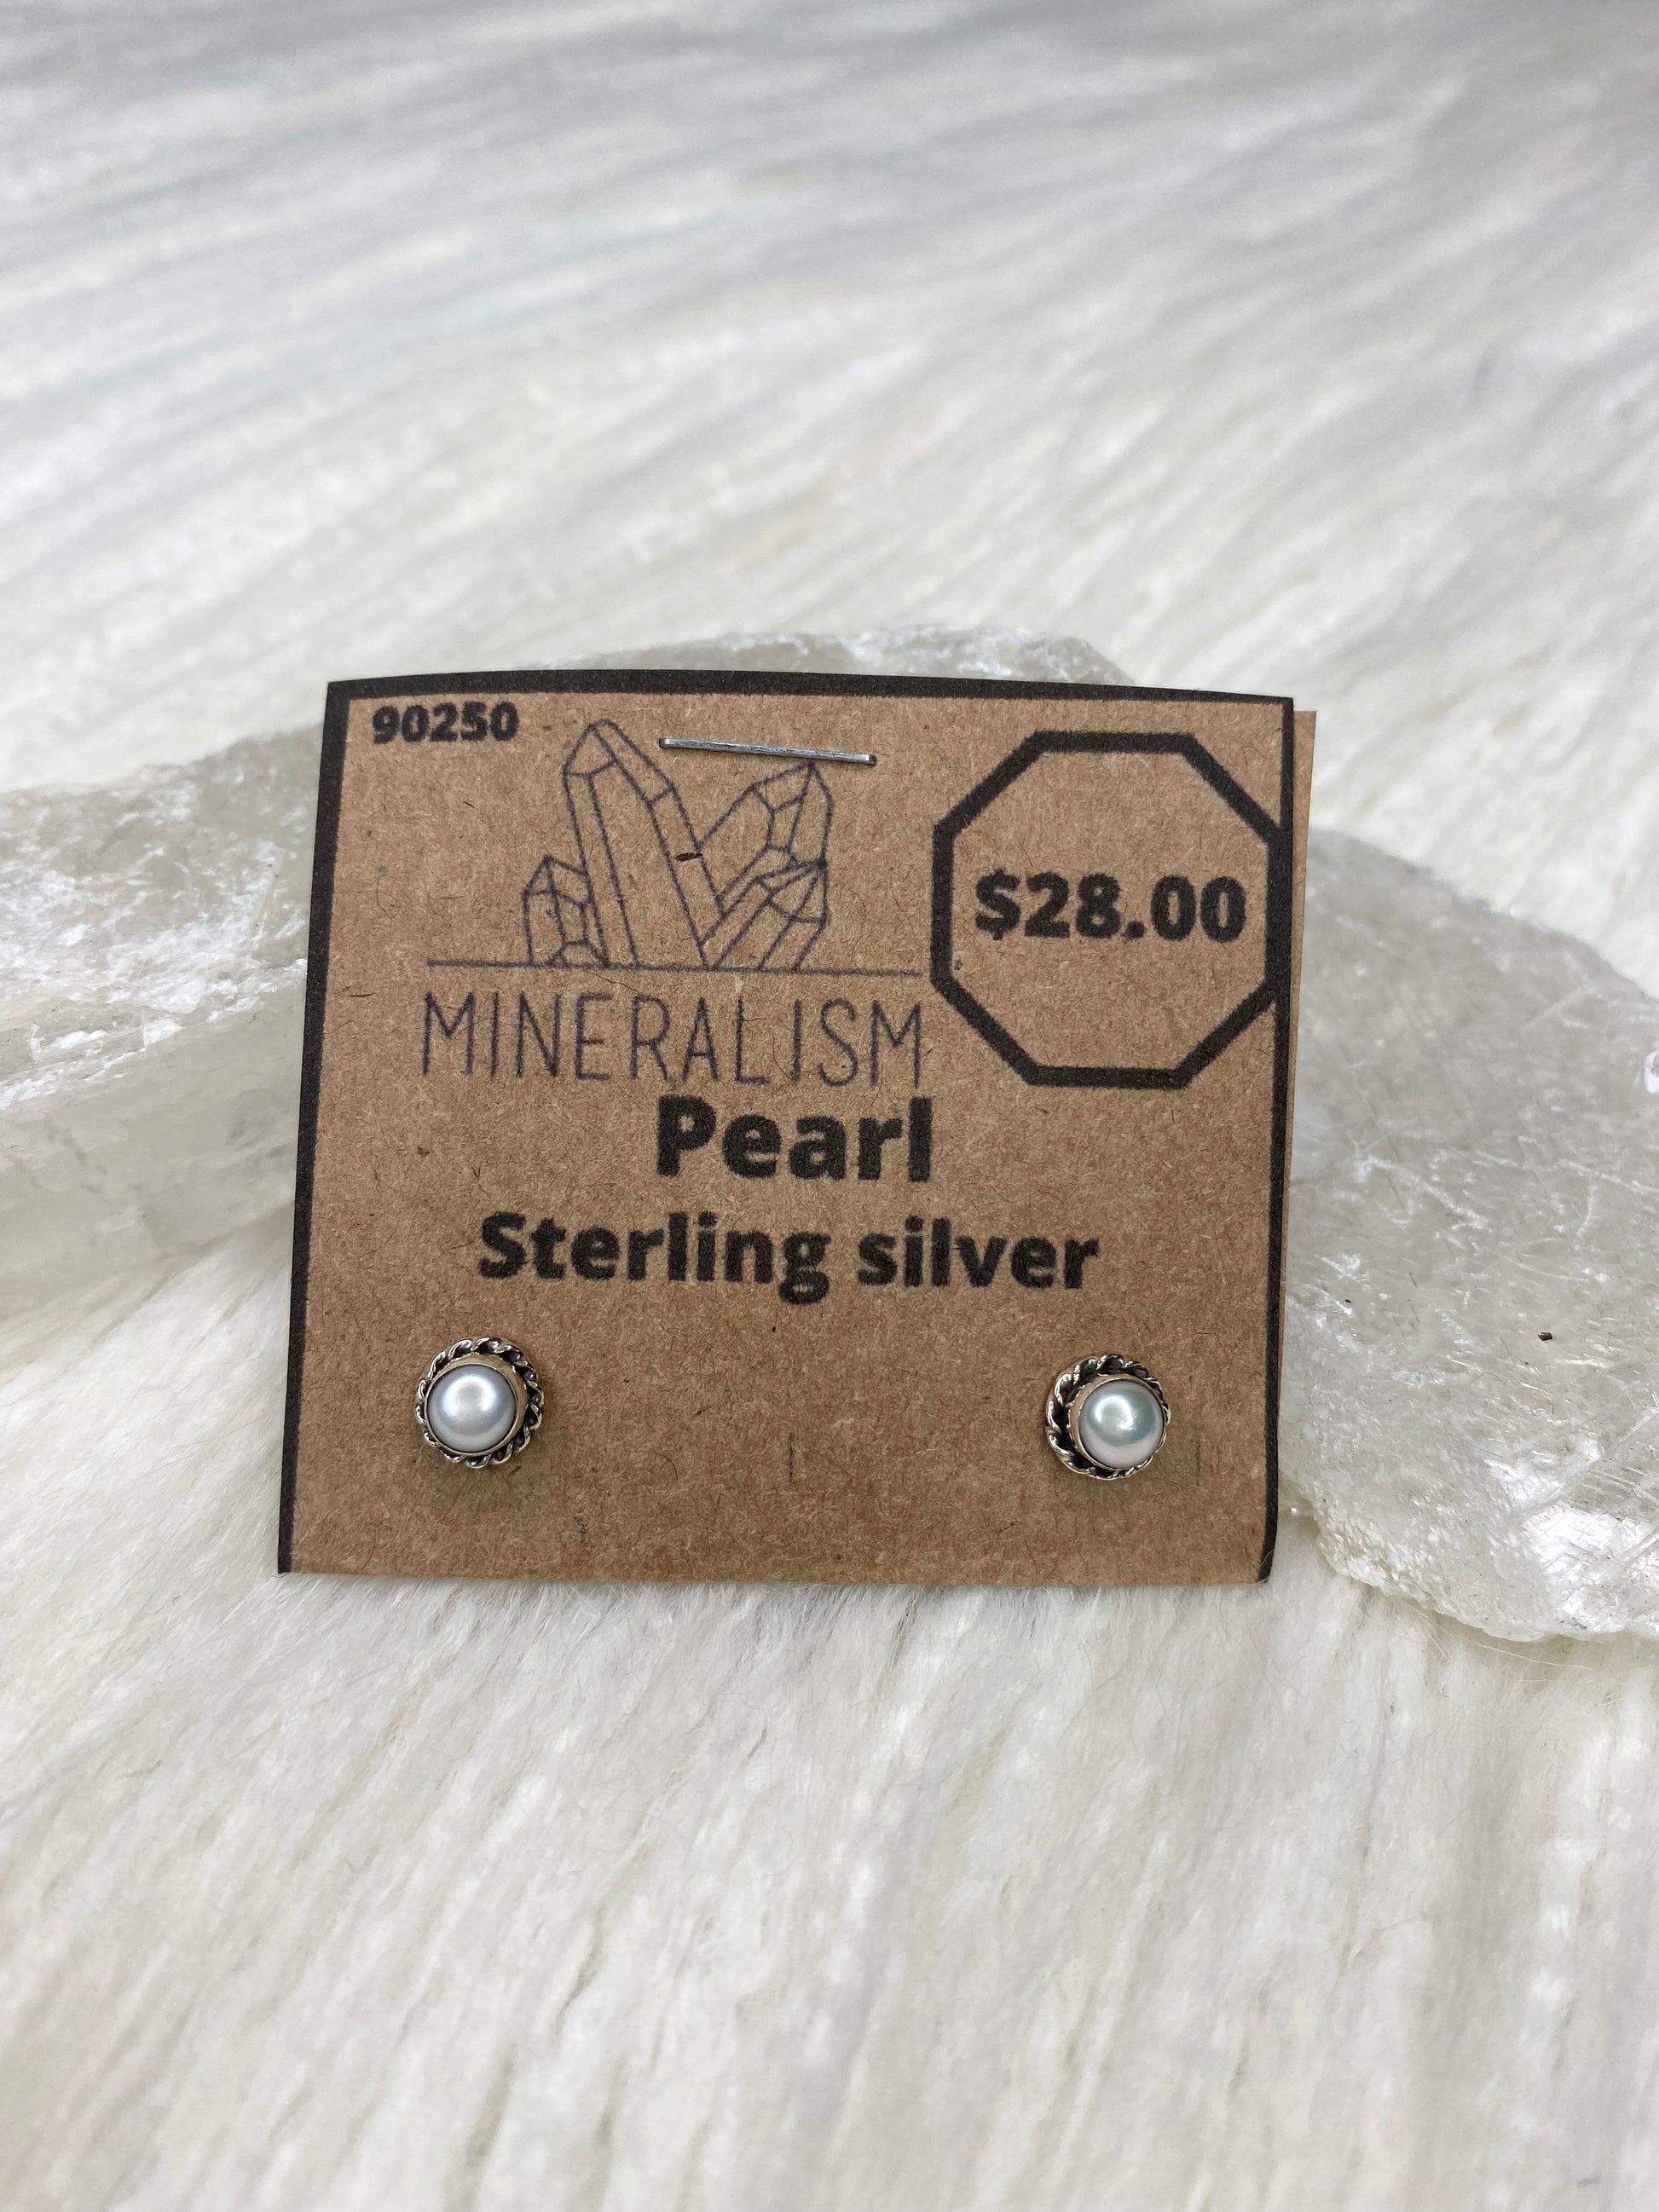 90250
$28.00
MINERALISM
Pearl
Sterling silver